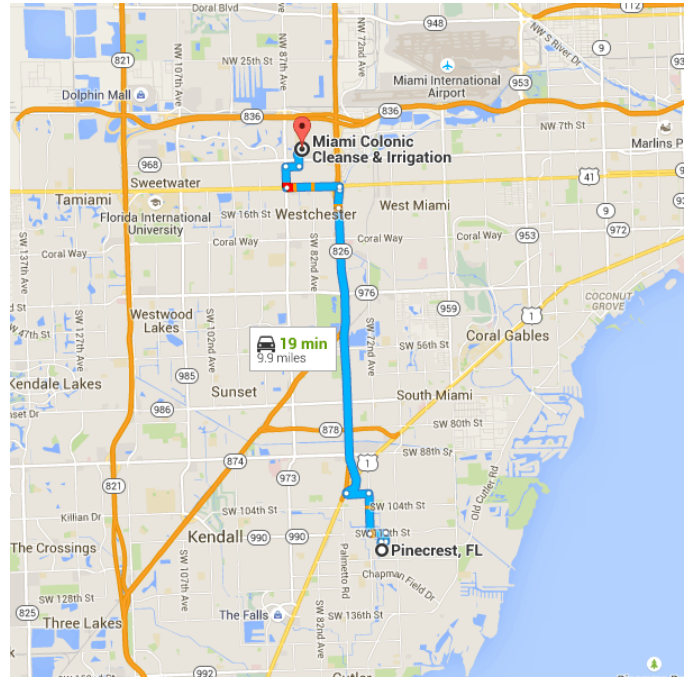 Doral Blvd
948
112
821
NW 107th Ave
NW 87th Ave
NW 25th St
NW 72nd Ave
NW S River Dr
9
Miami International
Airport
953
Dolphin Mall
836
836
836
NW 7th St
Marlins P
968
Miami Colonic
Cleanse & Irrigation
Sweetwater
41
Tamiami
Florida International
University
SW 16th St
Westchester
West Miami
9
Coral Way
Coral Way
Coral Way
953
972
SW 137th Ave
SW 82nd Ave
826
976
959
COCONUT
GROVE
1
Westwood
Lakes
SW 47th St
SW 102nd Ave
19 min
9.9 miles
SW 72nd Ave
SW 56th St
Coral Gables
Kendale Lakes
985
Sunset
South Miami
986
878
SW 80th St
SW 88th St
874
1
973
821
SW 104th St
SW 104th St
Old Cutler Rd
Killian Dr
Kendall
990
990
The Crossings
Pinecrest, FL
Palmetto Rd
Chapman Field Dr
SW 128th St
825
Three Lakes
The Falls
SW 136th St
SW 82nd Ave
992